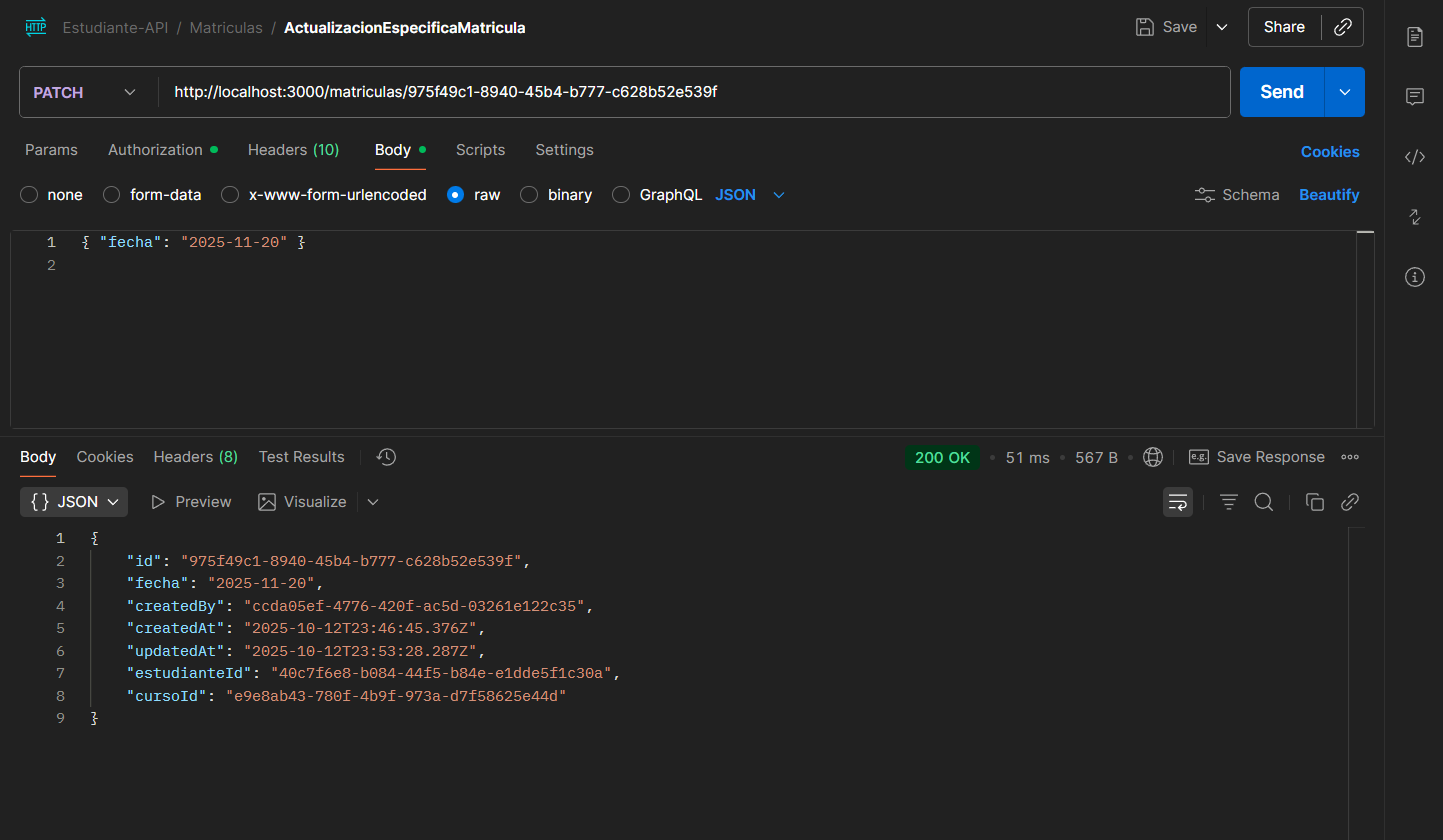 HTTP Estudiante-API / Matriculas / ActualizacionEspecificaMatricula Save Share
PATCH http://localhost:3000/matriculas/975f49c1-8940-45b4-b777-c628b52e539f Send
Params Authorization Headers (10) Body Scripts Settings Cookies
none form-data x-www-form-urlencoded raw binary GraphQL JSON Schema Beautify
1 { "fecha": "2025-11-20" }
2
Body Cookies Headers (8) Test Results 200 OK • 51 ms • 567 B • e.g. Save Response
{} JSON Preview Visualize
1 {
2 "id": "975f49c1-8940-45b4-b777-c628b52e539f",
3 "fecha": "2025-11-20",
4 "createdBy": "ccda05ef-4776-420f-ac5d-03261e122c35",
5 "createdAt": "2025-10-12T23:46:45.376Z",
6 "updatedAt": "2025-10-12T23:53:28.287Z",
7 "estudianteId": "40c7f6e8-b084-44f5-b84e-e1dde5f1c30a",
8 "cursoId": "e9e8ab43-780f-4b9f-973a-d7f58625e44d"
9 }